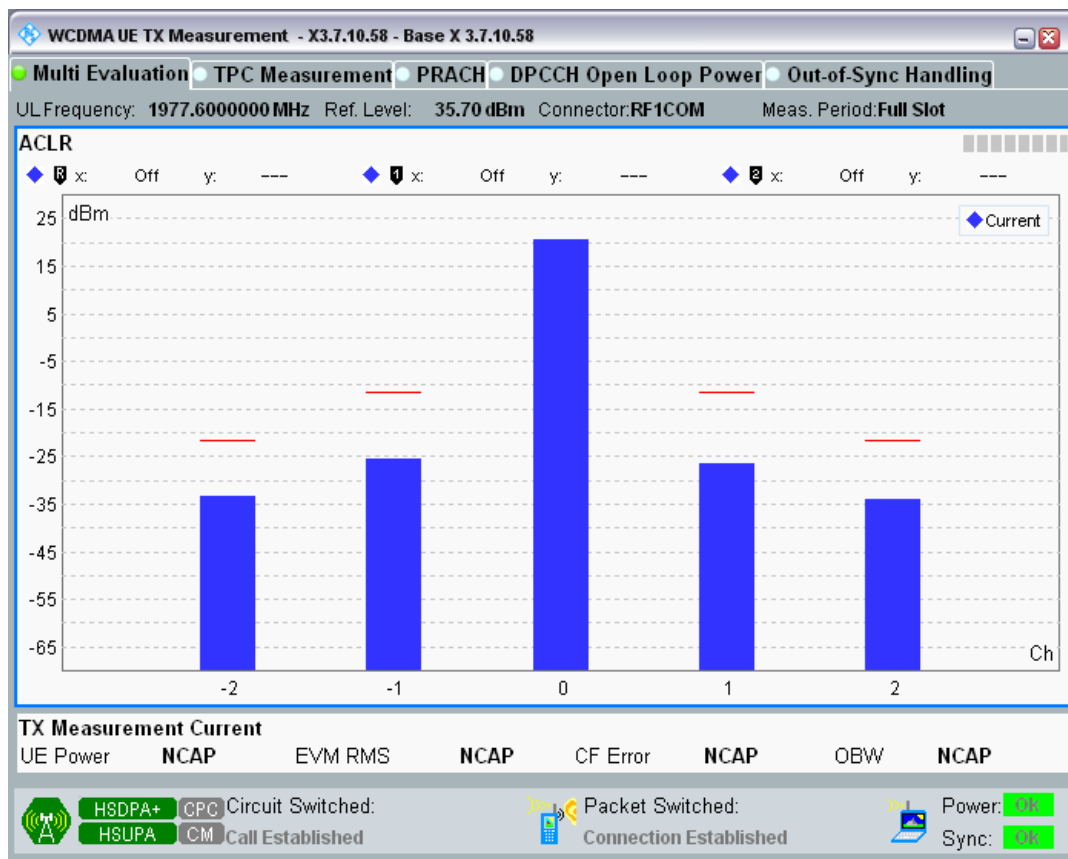 WCDMA UE TX Measurement - X3.7.10.58 - Base X 3.7.10.58
Multi Evaluation TPC Measurement PRACH DPCCH Open Loop Power Out-of-Sync Handling
UL Frequency: 1977.6000000 MHz Ref. Level: 35.70 dBm Connector:RF1COM Meas. Period:Full Slot
ACLR
R x: Off y: --- 1 x: Off y: --- 2 x: Off y: ---
dBm
Current
25
15
5
-5
-15
-25
-35
-45
-55
-65
Ch
-2 -1 0 1 2
TX Measurement Current
UE Power NCAP EVM RMS NCAP CF Error NCAP OBW NCAP
HSDPA+ CPC Circuit Switched: Packet Switched: Power: OK
HSUPA CM Call Established Connection Established Sync: OK